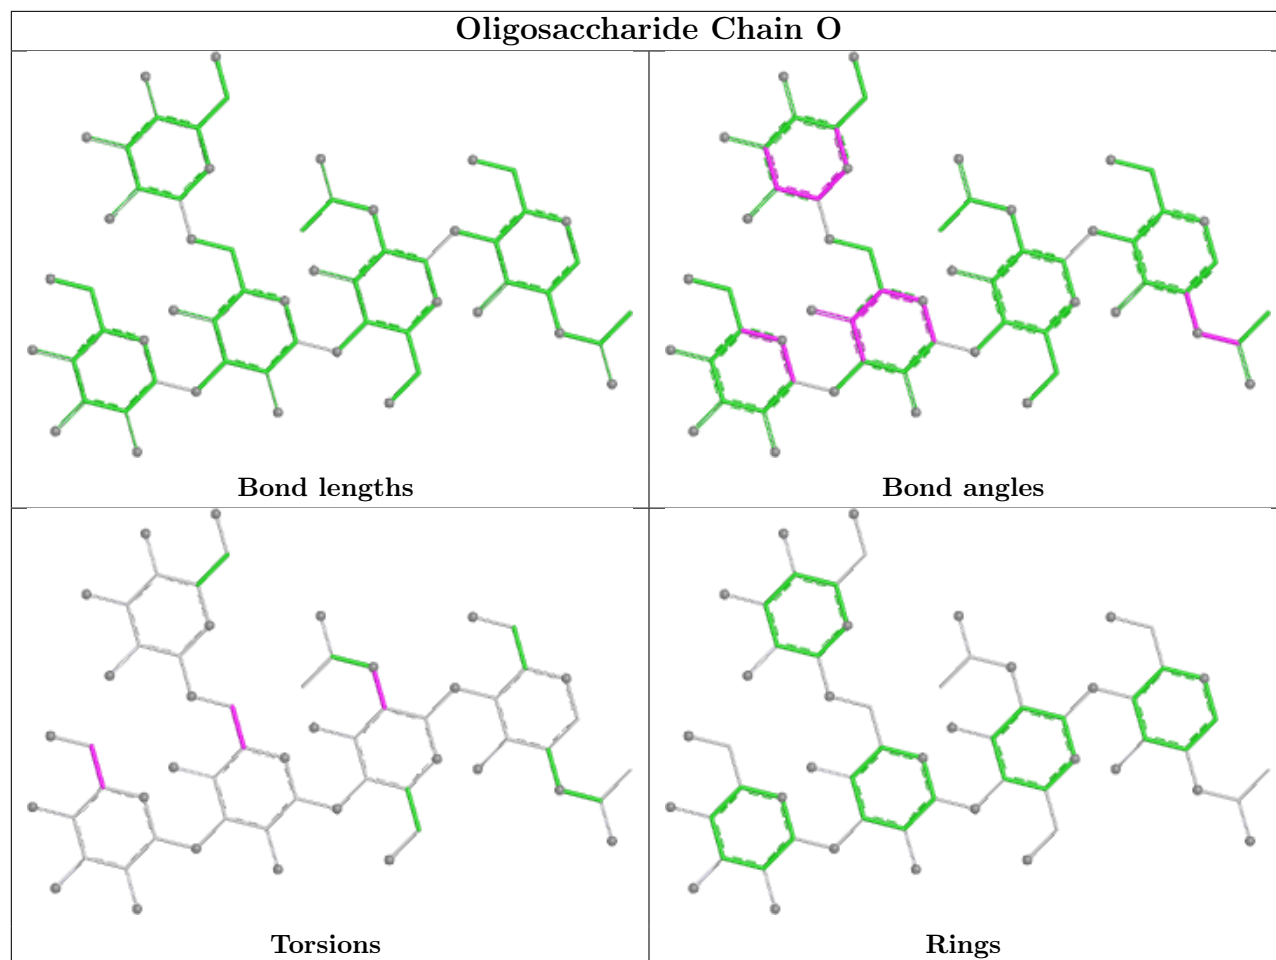 Oligosaccharide Chain O
Bond lengths
Bond angles
Torsions
Rings